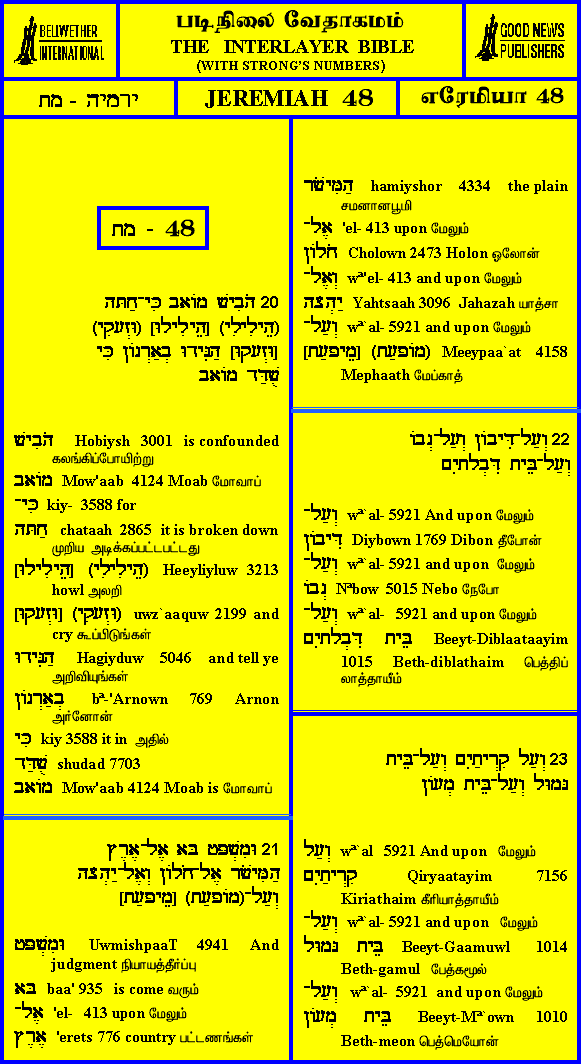 BELLWETHER
INTERNATIONAL
படிநிலை வேதாகமம்
THE INTERLAYER BIBLE
(WITH STRONG'S NUMBERS)
GOOD NEWS
PUBLISHERS
ירמיה - מח
JEREMIAH 48
எரேமியா 48
48 - מח
20 הֹבִישׁ מוֹאָב כִּי־חַתָּה
(הֵילִילִי) [הֵילִילוּ] (וּזְעָקִי)
[וּזְעָקוּ] הַגִּידוּ בְאַרְנוֹן כִּי
שֻׁדַּד מוֹאָב
הֹבִישׁ Hobiysh 3001 is confounded
கலங்கிப்போயிற்று
מוֹאָב Mow'aab 4124 Moab மோவாப்
כִּי־ kiy- 3588 for
חַתָּה chataah 2865 it is broken down
முறிய அடிக்கப்பட்டபட்டது
[הֵילִילוּ] (הֵילִילִי) Heeyliyluw 3213
howl அலறி
[וּזְעָקוּ] (וּזְעָקִי) uwz`aaquw 2199 and
cry கூப்பிடுங்கள்
הַגִּידוּ Hagiyduw 5046 and tell ye
அறிவியுங்கள்
בְאַרְנוֹן bª-'Arnown 769 Arnon
அர்னோன்
כִּי kiy 3588 it in அதில்
שֻׁדַּד shudad 7703
מוֹאָב Mow'aab 4124 Moab is மோவாப்
21 וּמִשְׁפָּט בָּא אֶל־אֶרֶץ
הַמִּישֹׁר אֶל־חֹלוֹן וְאֶל־יַהְצָה
וְעַל־(מוֹפָעַת) [מֵיפָעַת]
וּמִשְׁפָּט UwmishpaaT 4941 And
judgment நியாயத்தீர்ப்பு
בָּא baa' 935 is come வரும்
אֶל־ 'el- 413 upon மேலும்
אֶרֶץ 'erets 776 country பட்டணங்கள்
הַמִּישֹׁר hamiyshor 4334 the plain
சமனானபூமி
אֶל־ 'el- 413 upon மேலும்
חֹלוֹן Cholown 2473 Holon ஓலோன்
וְאֶל־ wª'el- 413 and upon மேலும்
יַהְצָה Yahtsaah 3096 Jahazah யாத்சா
וְעַל־ wª`al- 5921 and upon மேலும்
[מֵיפָעַת] (מוֹפָעַת) Meeypaa`at 4158
Mephaath மேப்காத்
22 וְעַל־דִּיבוֹן וְעַל־נְבוֹ
וְעַל־בֵּית דִּבְלָתָיִם
וְעַל־ wª`al- 5921 And upon மேலும்
דִּיבוֹן Diybown 1769 Dibon தீபோன்
וְעַל־ wª`al- 5921 and upon மேலும்
נְבוֹ Nªbow 5015 Nebo நேபோ
וְעַל־ wª`al- 5921 and upon மேலும்
בֵּית דִּבְלָתָיִם Beeyt-Diblaataayim
1015 Beth-diblathaim பெத்திப்
லாத்தாயீம்
23 וְעַל קִרְיָתַיִם וְעַל־בֵּית
גָּמוּל וְעַל־בֵּית מְעוֹן
וְעַל wª`al 5921 And upon மேலும்
קִרְיָתַיִם Qiryaatayim 7156
Kiriathaim கீரியாத்தாயீம்
וְעַל־ wª`al- 5921 and upon மேலும்
בֵּית גָּמוּל Beeyt-Gaamuwl 1014
Beth-gamul பேத்கமூல்
וְעַל־ wª`al- 5921 and upon மேலும்
בֵּית מְעוֹן Beeyt-Mª`own 1010
Beth-meon பெத்மெயோன்